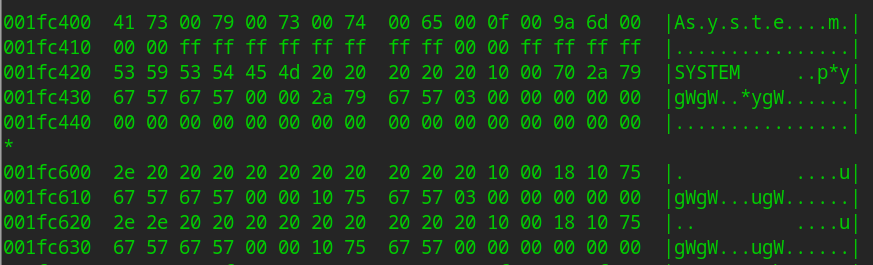 001fc400  41 73 00 79 00 73 00 74  00 65 00 0f 00 9a 6d 00  |As.y.s.t.e....m.|
001fc410  00 00 ff ff ff ff ff ff  ff ff 00 00 ff ff ff ff  |................|
001fc420  53 59 53 54 45 4d 20 20  20 20 20 10 00 70 2a 79  |SYSTEM     ..p*y|
001fc430  67 57 67 57 00 00 2a 79  67 57 03 00 00 00 00 00  |gWgW..*ygW......|
001fc440  00 00 00 00 00 00 00 00  00 00 00 00 00 00 00 00  |................|
*
001fc600  2e 20 20 20 20 20 20 20  20 20 20 10 00 18 10 75  |.          ....u|
001fc610  67 57 67 57 00 00 10 75  67 57 03 00 00 00 00 00  |gWgW...ugW......|
001fc620  2e 2e 20 20 20 20 20 20  20 20 20 10 00 18 10 75  |..         ....u|
001fc630  67 57 67 57 00 00 10 75  67 57 00 00 00 00 00 00  |gWgW...ugW......|